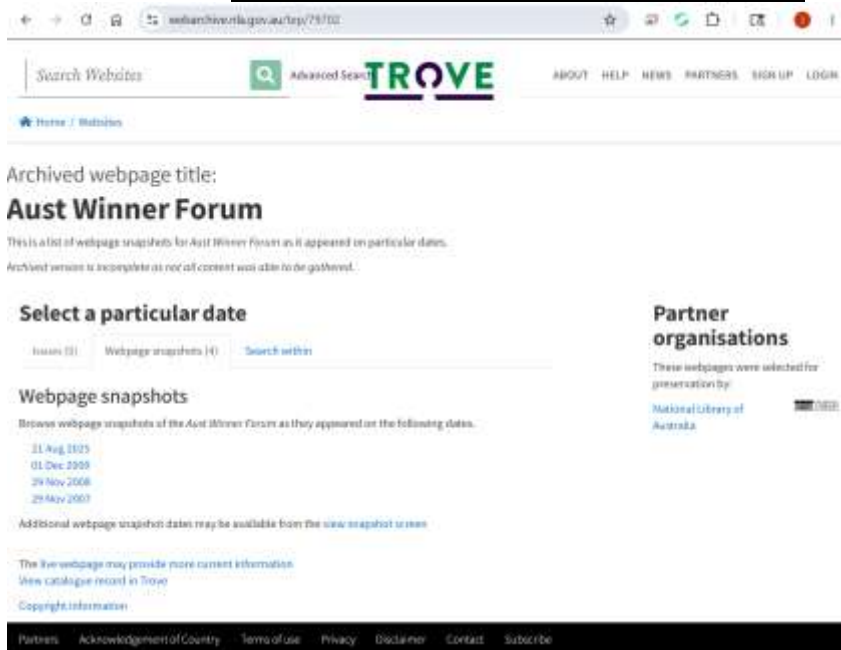 webarchive.nla.gov.au/tep/79702
Search Websites
Advanced Search
TROVE
ABOUT HELP NEWS PARTNERS SIGN UP LOGIN
Home / Websites
Archived webpage title:
Aust Winner Forum
This is a list of webpage snapshots for Aust Winner Forum as it appeared on particular dates.
Archived version is incomplete as not all content was able to be gathered.
Select a particular date
Issues (0) Webpage snapshots (4) Search within
Webpage snapshots
Browse webpage snapshots of the Aust Winner Forum as they appeared on the following dates.
21 Aug 2025
01 Dec 2009
29 Nov 2008
29 Nov 2007
Additional webpage snapshot dates may be available from the view snapshot screen
The live webpage may provide more current information
View catalogue record in Trove
Copyright information
Partner
organisations
These webpages were selected for
preservation by:
National Library of
Australia
Partners Acknowledgement of Country Terms of use Privacy Disclaimer Contact Subscribe